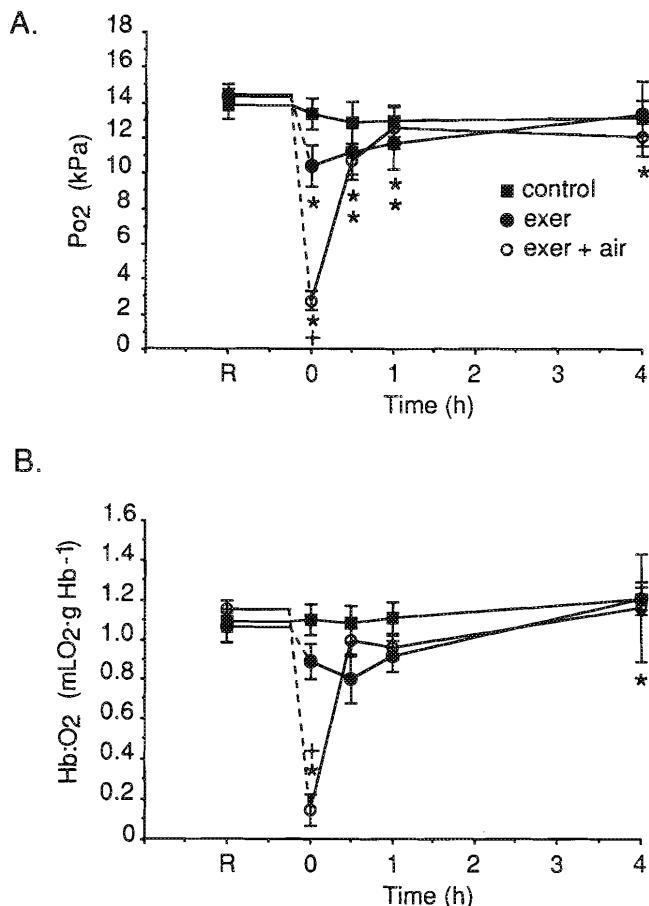 A.
18
16
14
12
10
8
6
4
2
0
Po2 (kPa)
control
exer
exer + air
*
*
*
*
*
*
*
+
R 0 1 2 3 4
Time (h)
B.
1.6
1.4
1.2
1.0
0.8
0.6
0.4
0.2
0
Hb:O2 (mLO2·g Hb-1)
+
*
*
R 0 1 2 3 4
Time (h)